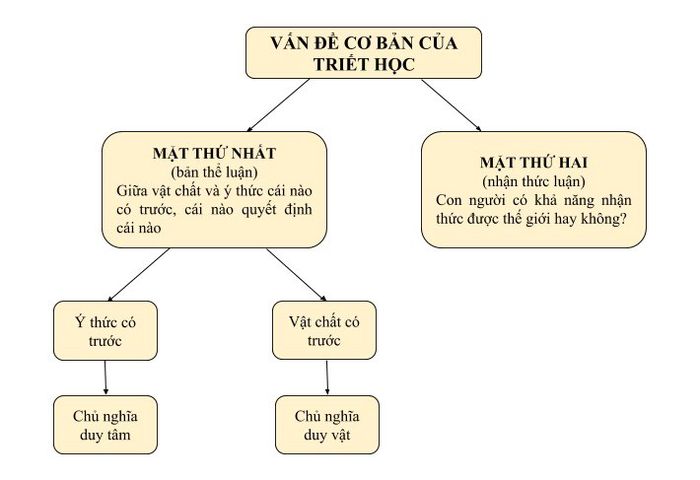 VẤN ĐỀ CƠ BẢN CỦA
TRIẾT HỌC
MẶT THỨ NHẤT
(bản thể luận)
Giữa vật chất và ý thức cái nào
có trước, cái nào quyết định
cái nào
MẶT THỨ HAI
(nhận thức luận)
Con người có khả năng nhận
thức được thế giới hay không?
Ý thức có
trước
Vật chất có
trước
Chủ nghĩa
duy tâm
Chủ nghĩa
duy vật